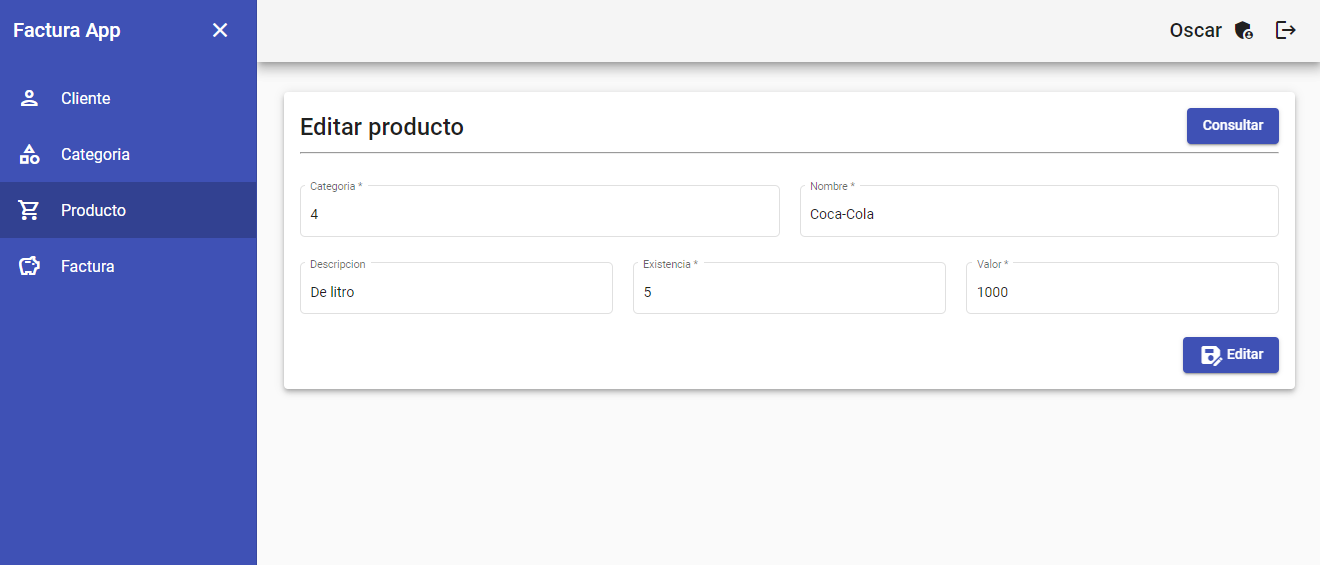 Factura App
Oscar
Cliente
Categoria
Producto
Factura
Editar producto
Consultar
Categoria *
4
Nombre *
Coca-Cola
Descripcion
De litro
Existencia *
5
Valor *
1000
Editar